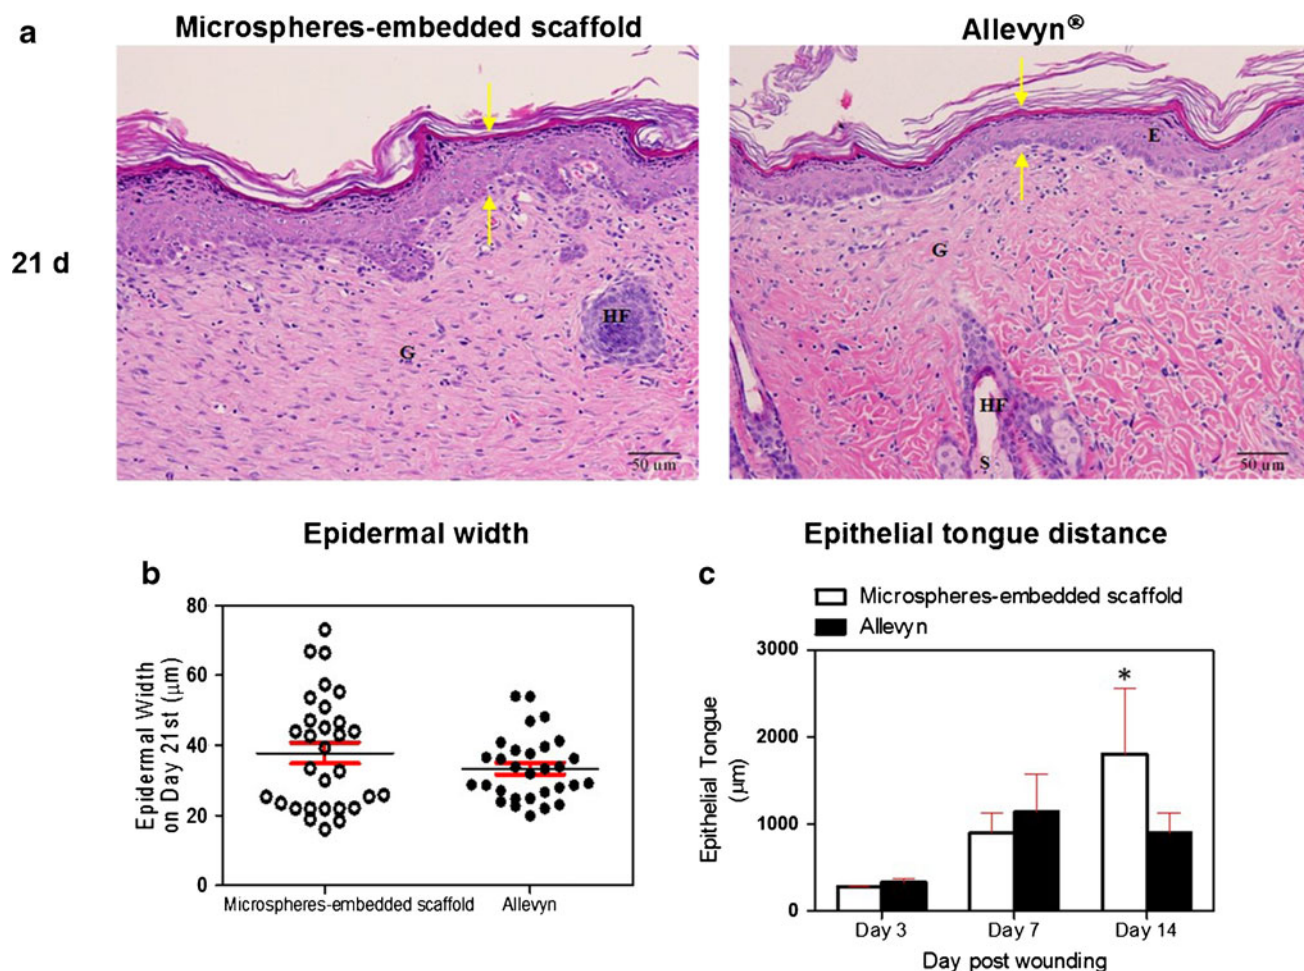 a
Microspheres-embedded scaffold
Allevyn®
21 d
HF
G
50 µm
E
G
HF
S
50 µm
Epidermal width
b
Epidermal Width
on Day 21st (µm)
80
60
40
20
0
Microspheres-embedded scaffold
Allevyn
Epithelial tongue distance
c
Microspheres-embedded scaffold
Allevyn
Epithelial Tongue
(µm)
3000
2000
1000
0
*
Day 3
Day 7
Day 14
Day post wounding